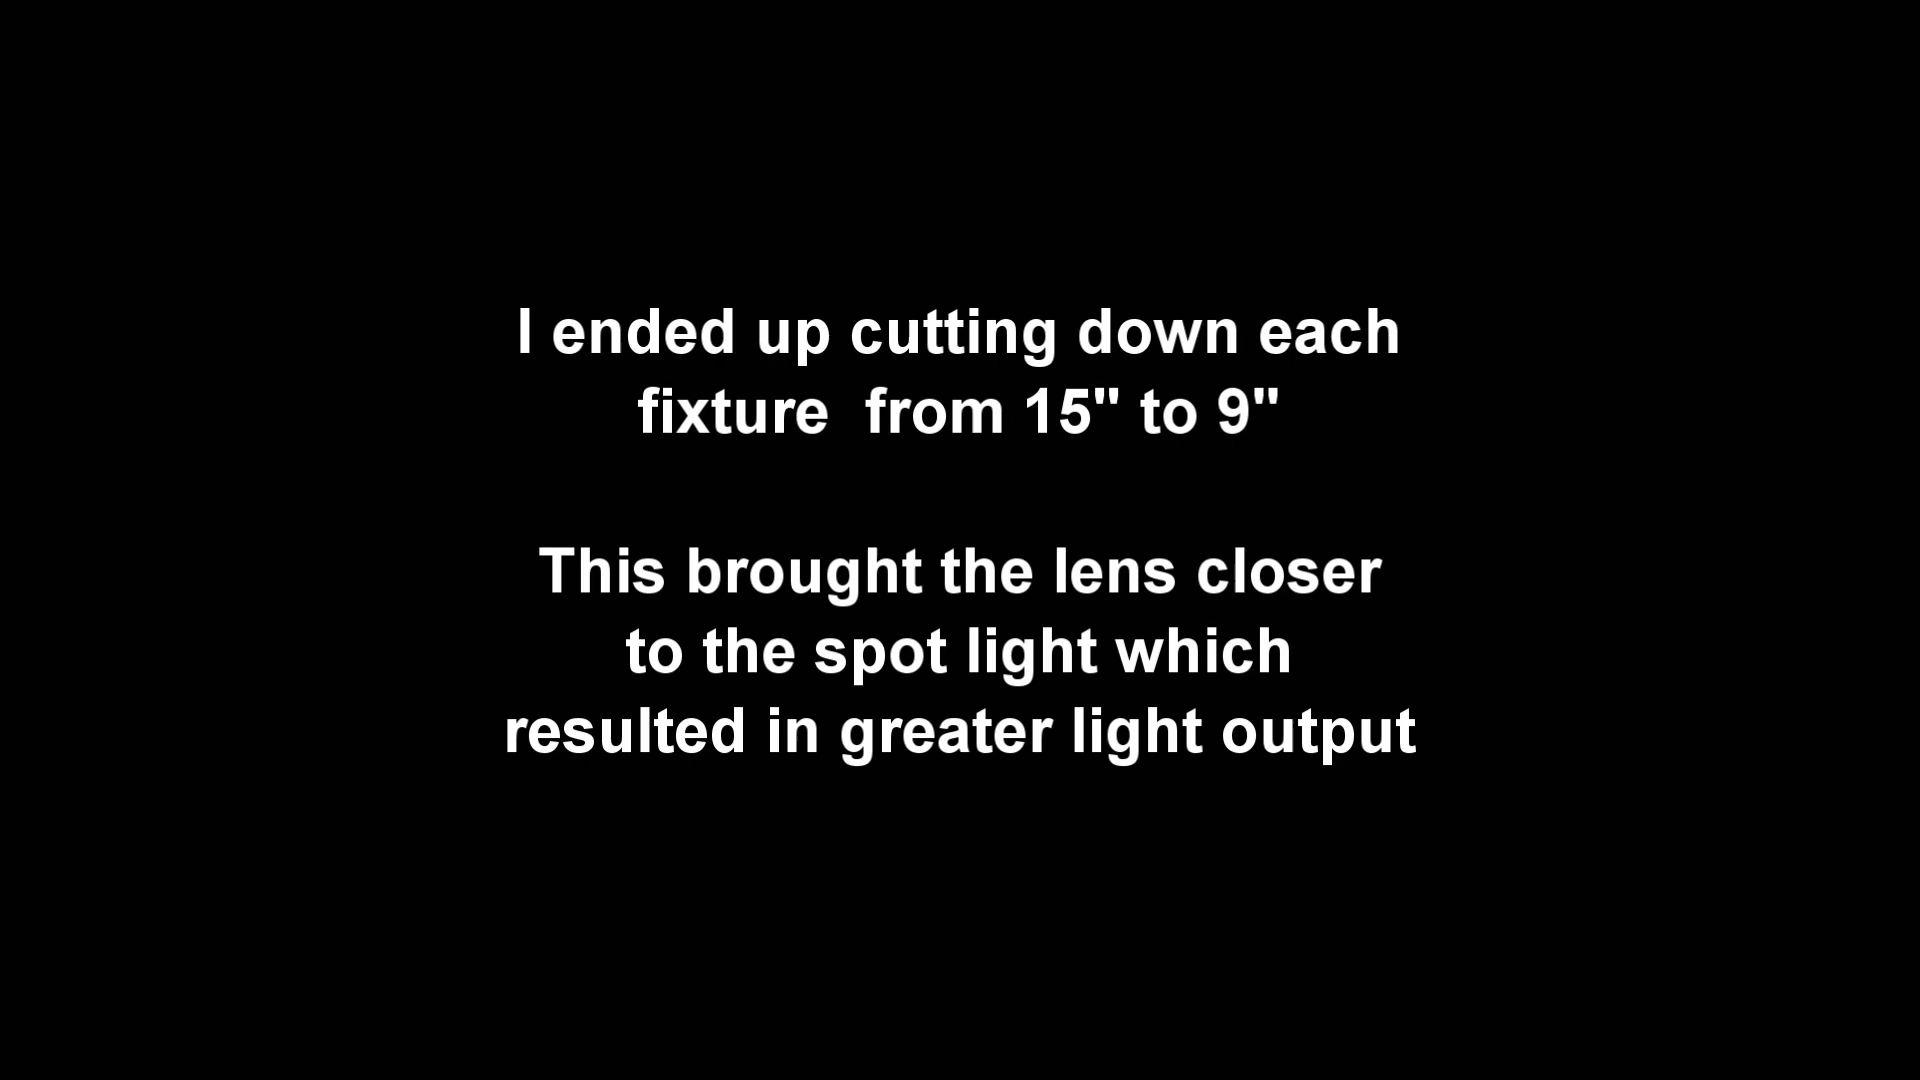 I ended up cutting down each
fixture  from 15" to 9"
This brought the lens closer
to the spot light which
resulted in greater light output